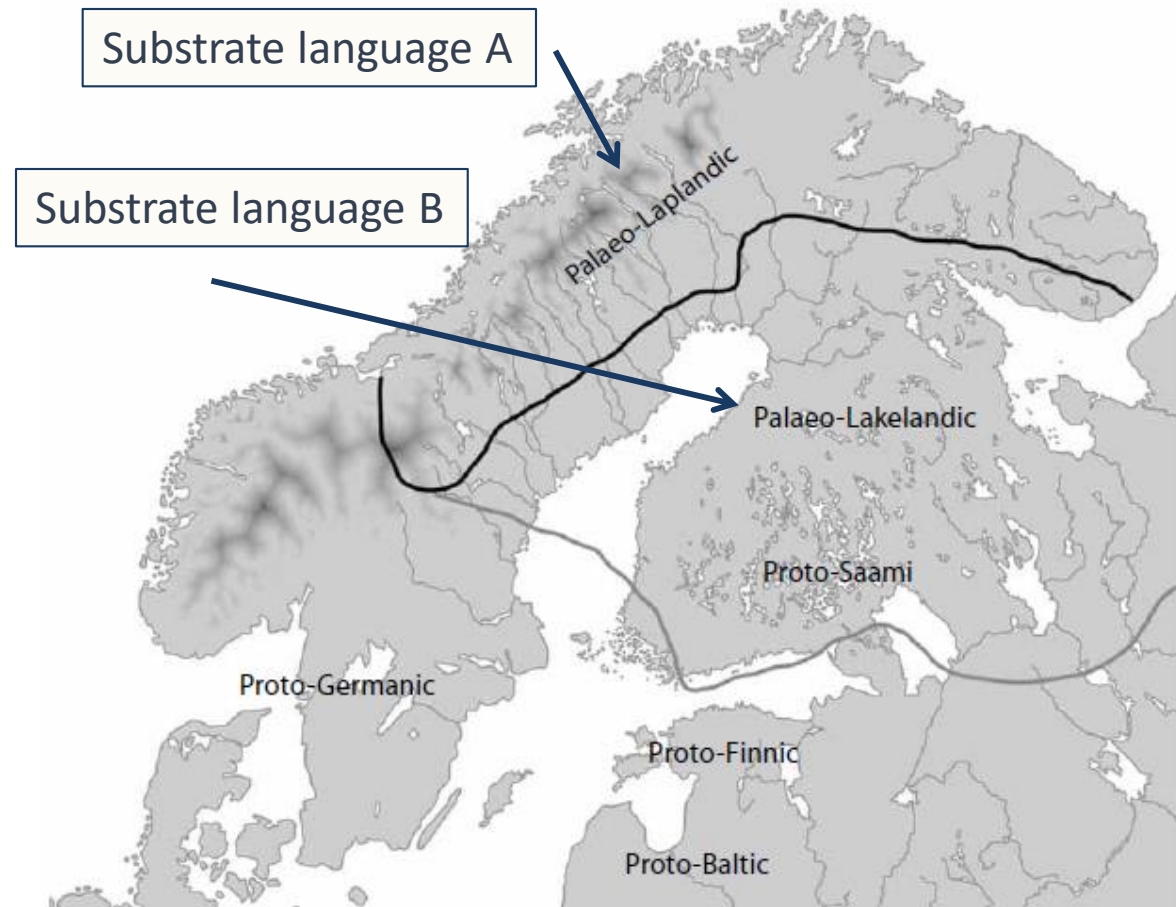 Substrate language A
Substrate language B
Palaeo-Laplandic
Palaeo-Lakelandic
Proto-Saami
Proto-Germanic
Proto-Finnic
Proto-Baltic